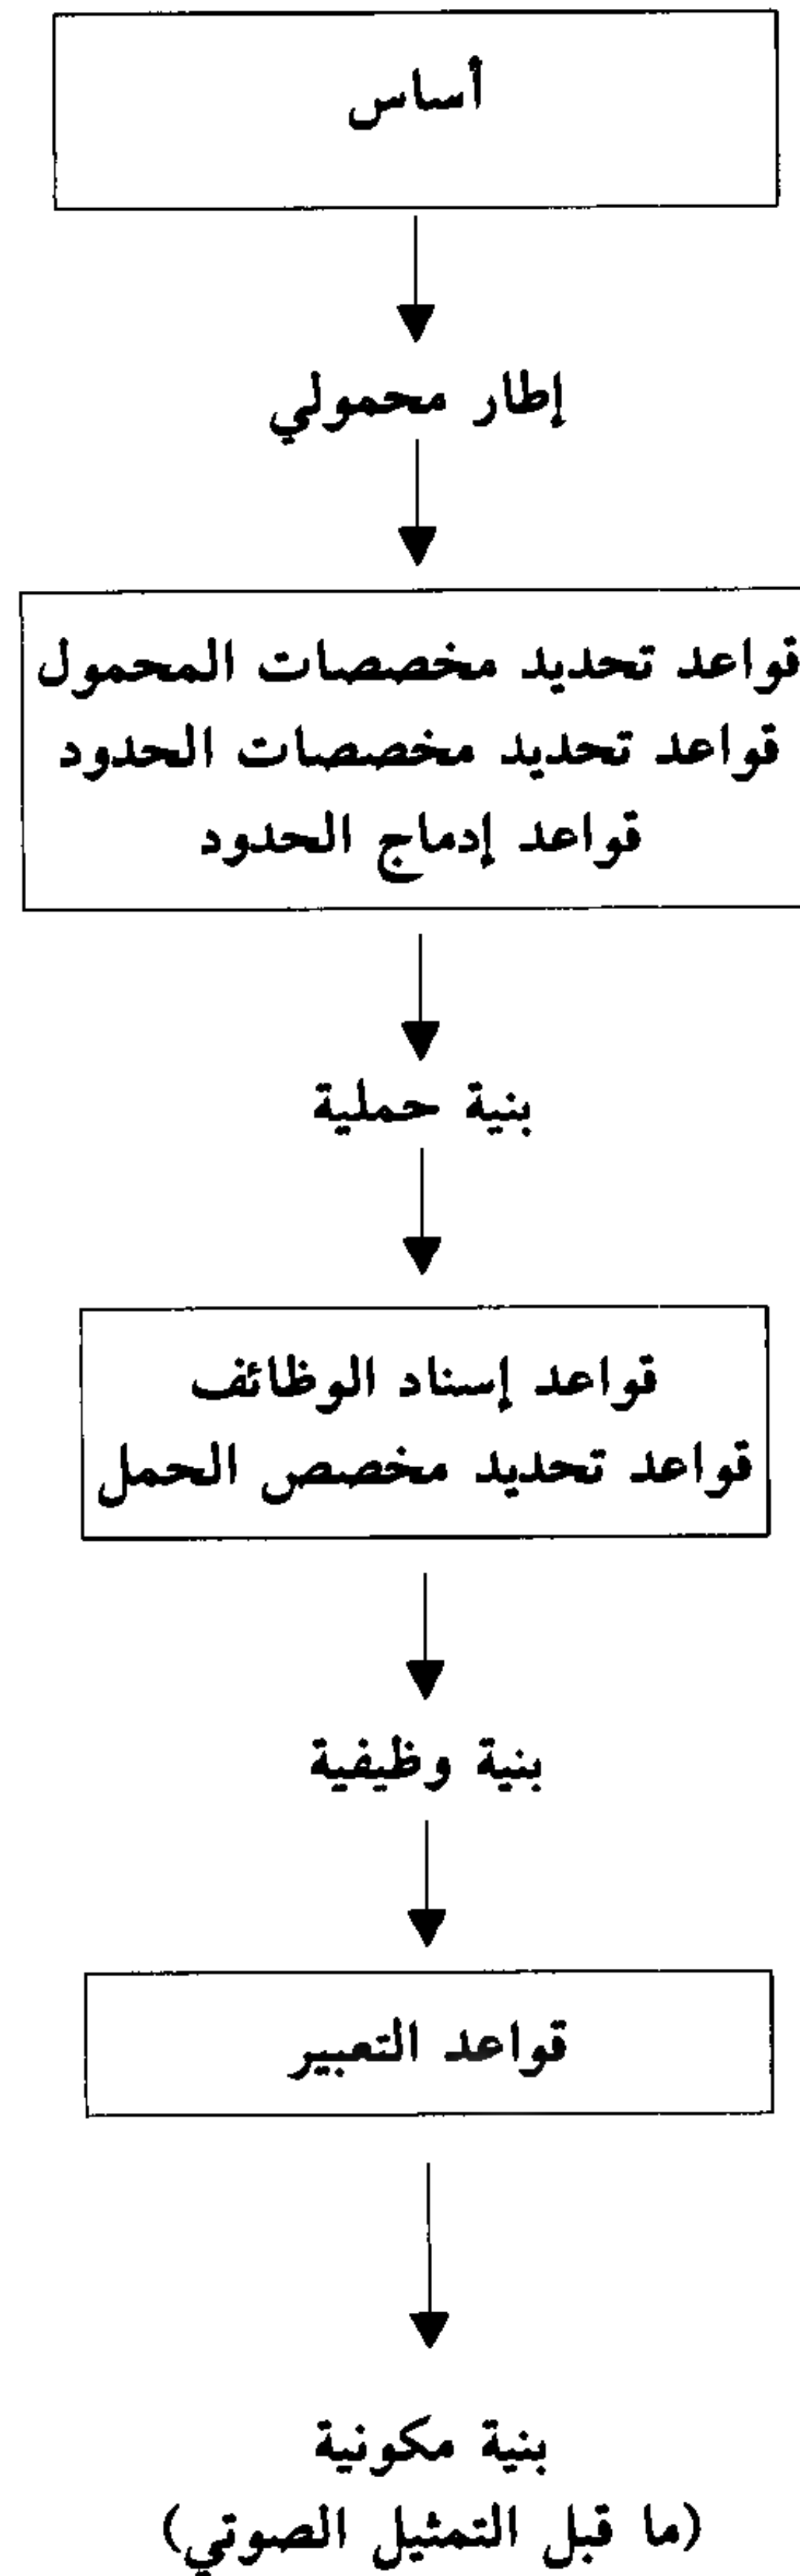 أساس
إطار محمولي
قواعد تحديد مخصصات المحمول
قواعد تحديد مخصصات الحدود
قواعد إدماج الحدود
بنية حملية
قواعد إسناد الوظائف
قواعد تحديد مخصص الحمل
بنية وظيفية
قواعد التعبير
بنية مكونية
(ما قبل التمثيل الصوتي)